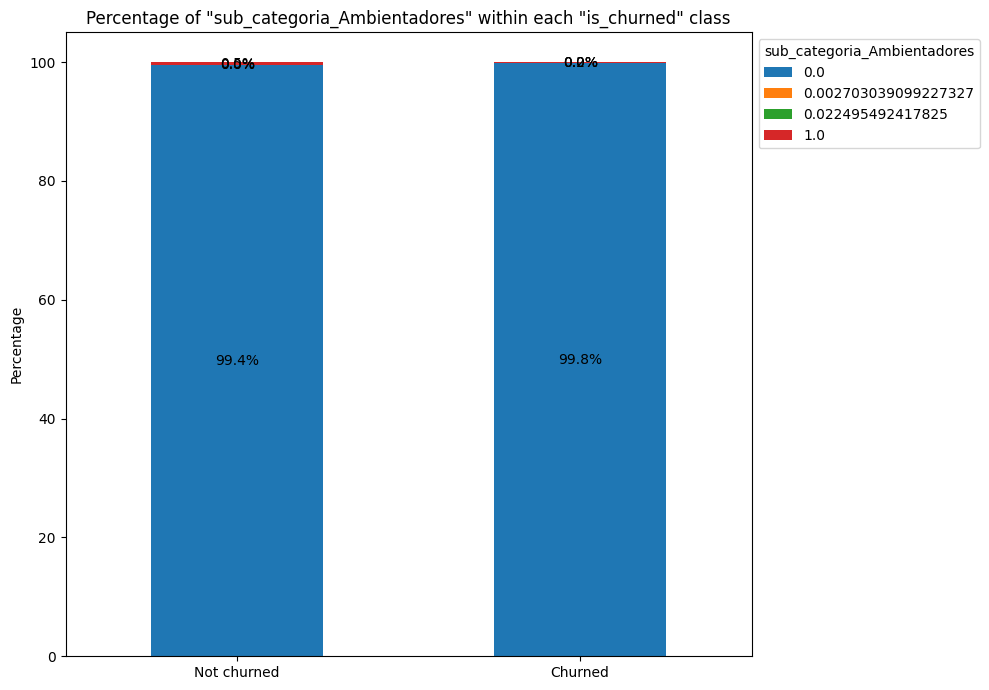 Percentage of "sub_categoria_Ambientadores" within each "is_churned" class
sub_categoria_Ambientadores
0.0
0.002703039099227327
0.022495492417825
1.0
Percentage
100
80
60
40
20
0
99.4%
99.8%
Not churned
Churned